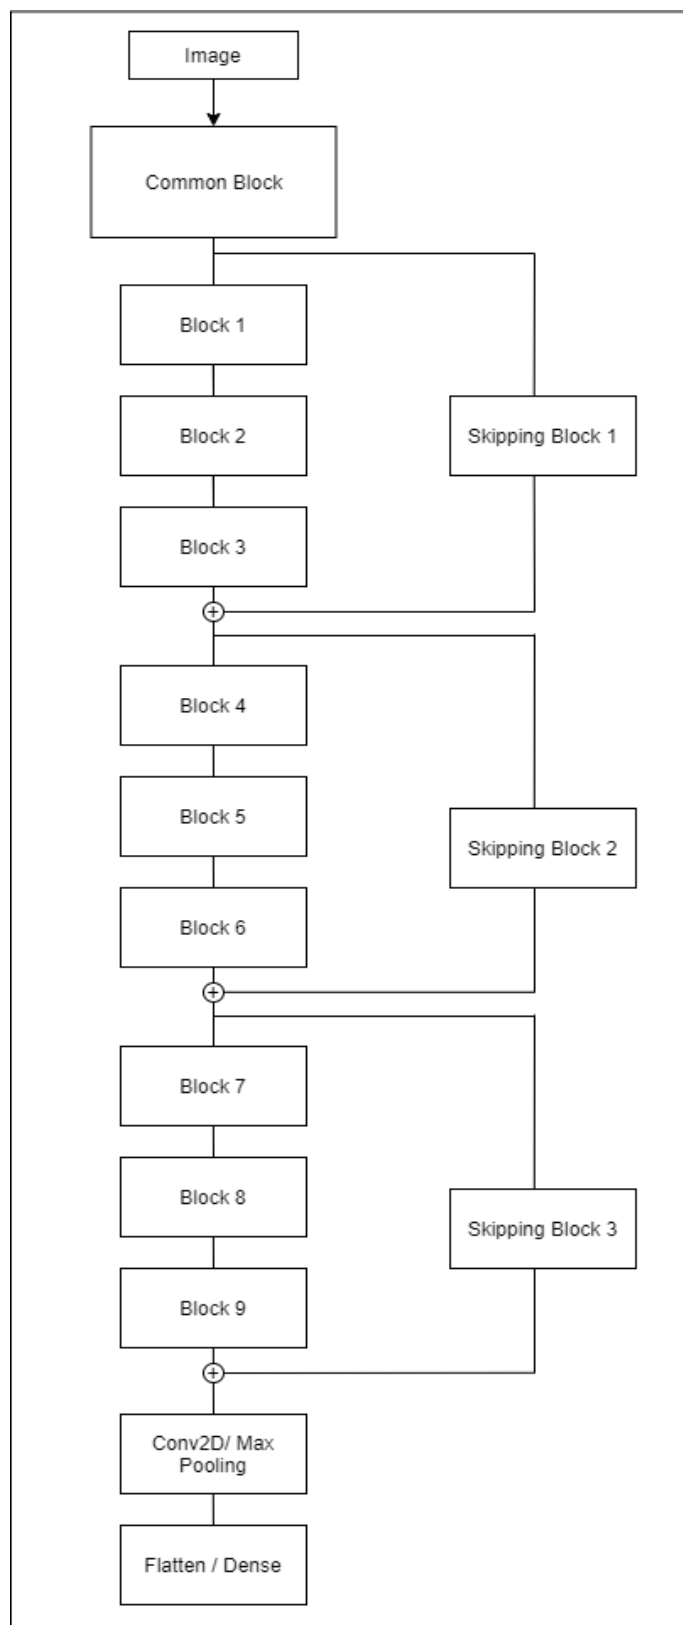 Image
Common Block
Block 1
Block 2
Skipping Block 1
Block 3
+
Block 4
Block 5
Skipping Block 2
Block 6
+
Block 7
Block 8
Skipping Block 3
Block 9
+
Conv2D/ Max
Pooling
Flatten / Dense